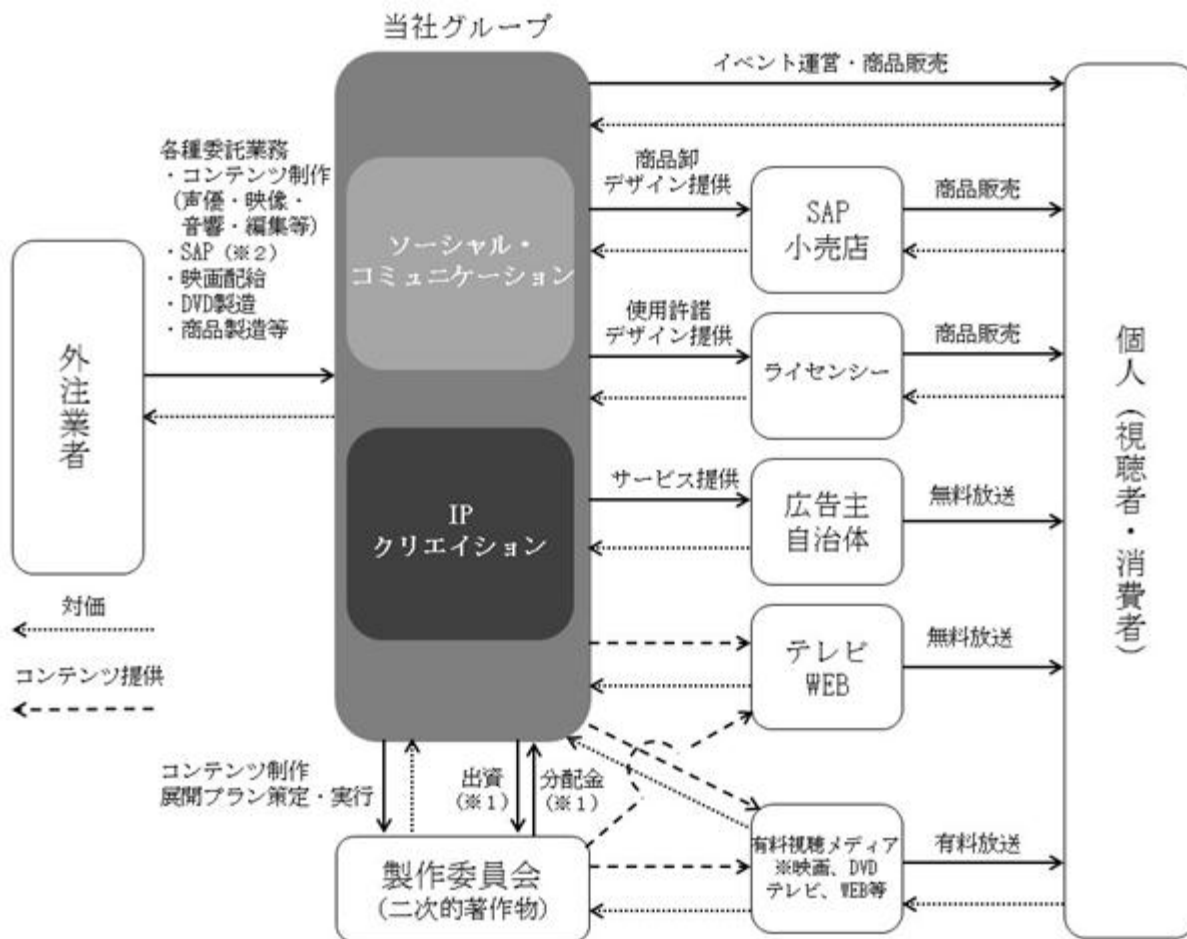 当社グループ
イベント運営・商品販売
各種委託業務
・コンテンツ制作
(声優・映像・
音響・編集等)
・SAP (※2)
・映画配給
・DVD製造
・商品製造等
外注業者
対価
コンテンツ提供
ソーシャル・
コミュニケーション
IP
クリエイション
商品卸
デザイン提供
SAP
小売店
商品販売
使用許諾
デザイン提供
ライセンシー
商品販売
サービス提供
広告主
自治体
無料放送
テレビ
WEB
無料放送
コンテンツ制作
展開プラン策定・実行
出資
(※1)
分配金
(※1)
製作委員会
(二次的著作物)
有料視聴メディア
※映画、DVD
テレビ、WEB等
有料放送
個人(視聴者・消費者)